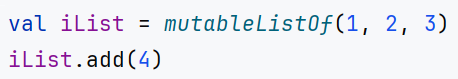 val iList = mutableListOf(1, 2, 3)
iList.add(4)